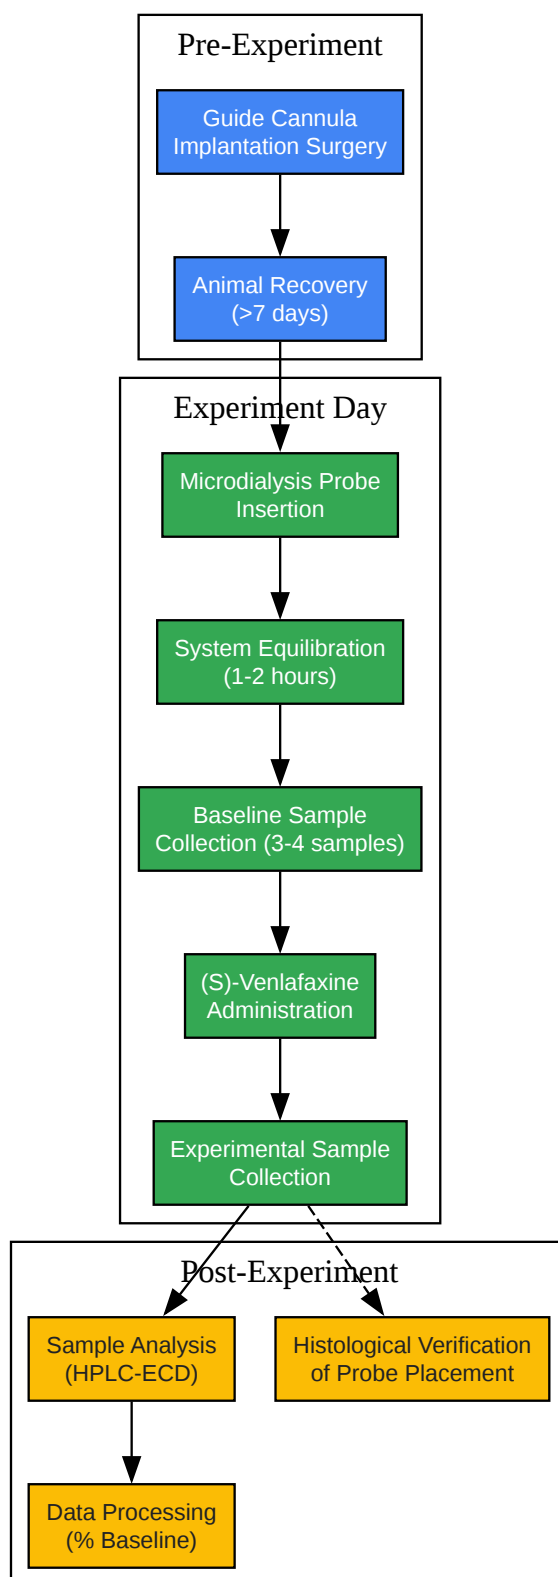 Pre-Experiment
Guide Cannula
Implantation Surgery
Animal Recovery
(>7 days)
Experiment Day
Microdialysis Probe
Insertion
System Equilibration
(1-2 hours)
Baseline Sample
Collection (3-4 samples)
(S)-Venlafaxine
Administration
Experimental Sample
Collection
Post-Experiment
Sample Analysis
(HPLC-ECD)
Histological Verification
of Probe Placement
Data Processing
(% Baseline)